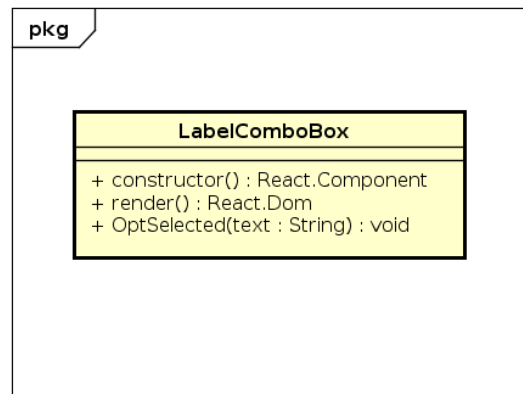 pkg
LabelComboBox
+ constructor() : React.Component
+ render() : React.Dom
+ OptSelected(text : String) : void